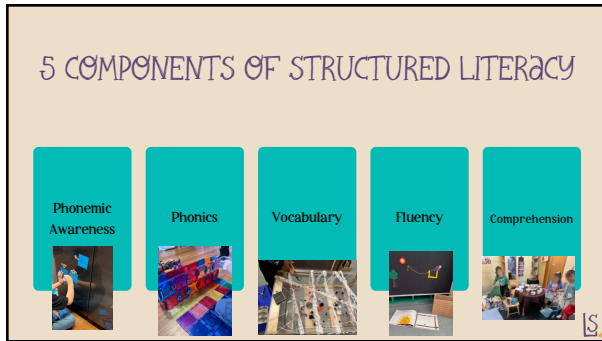 5 COMPONENTS OF STRUCTURED LITERACY
Phonemic
Awareness
Phonics
Vocabulary
Fluency
Comprehension
LS